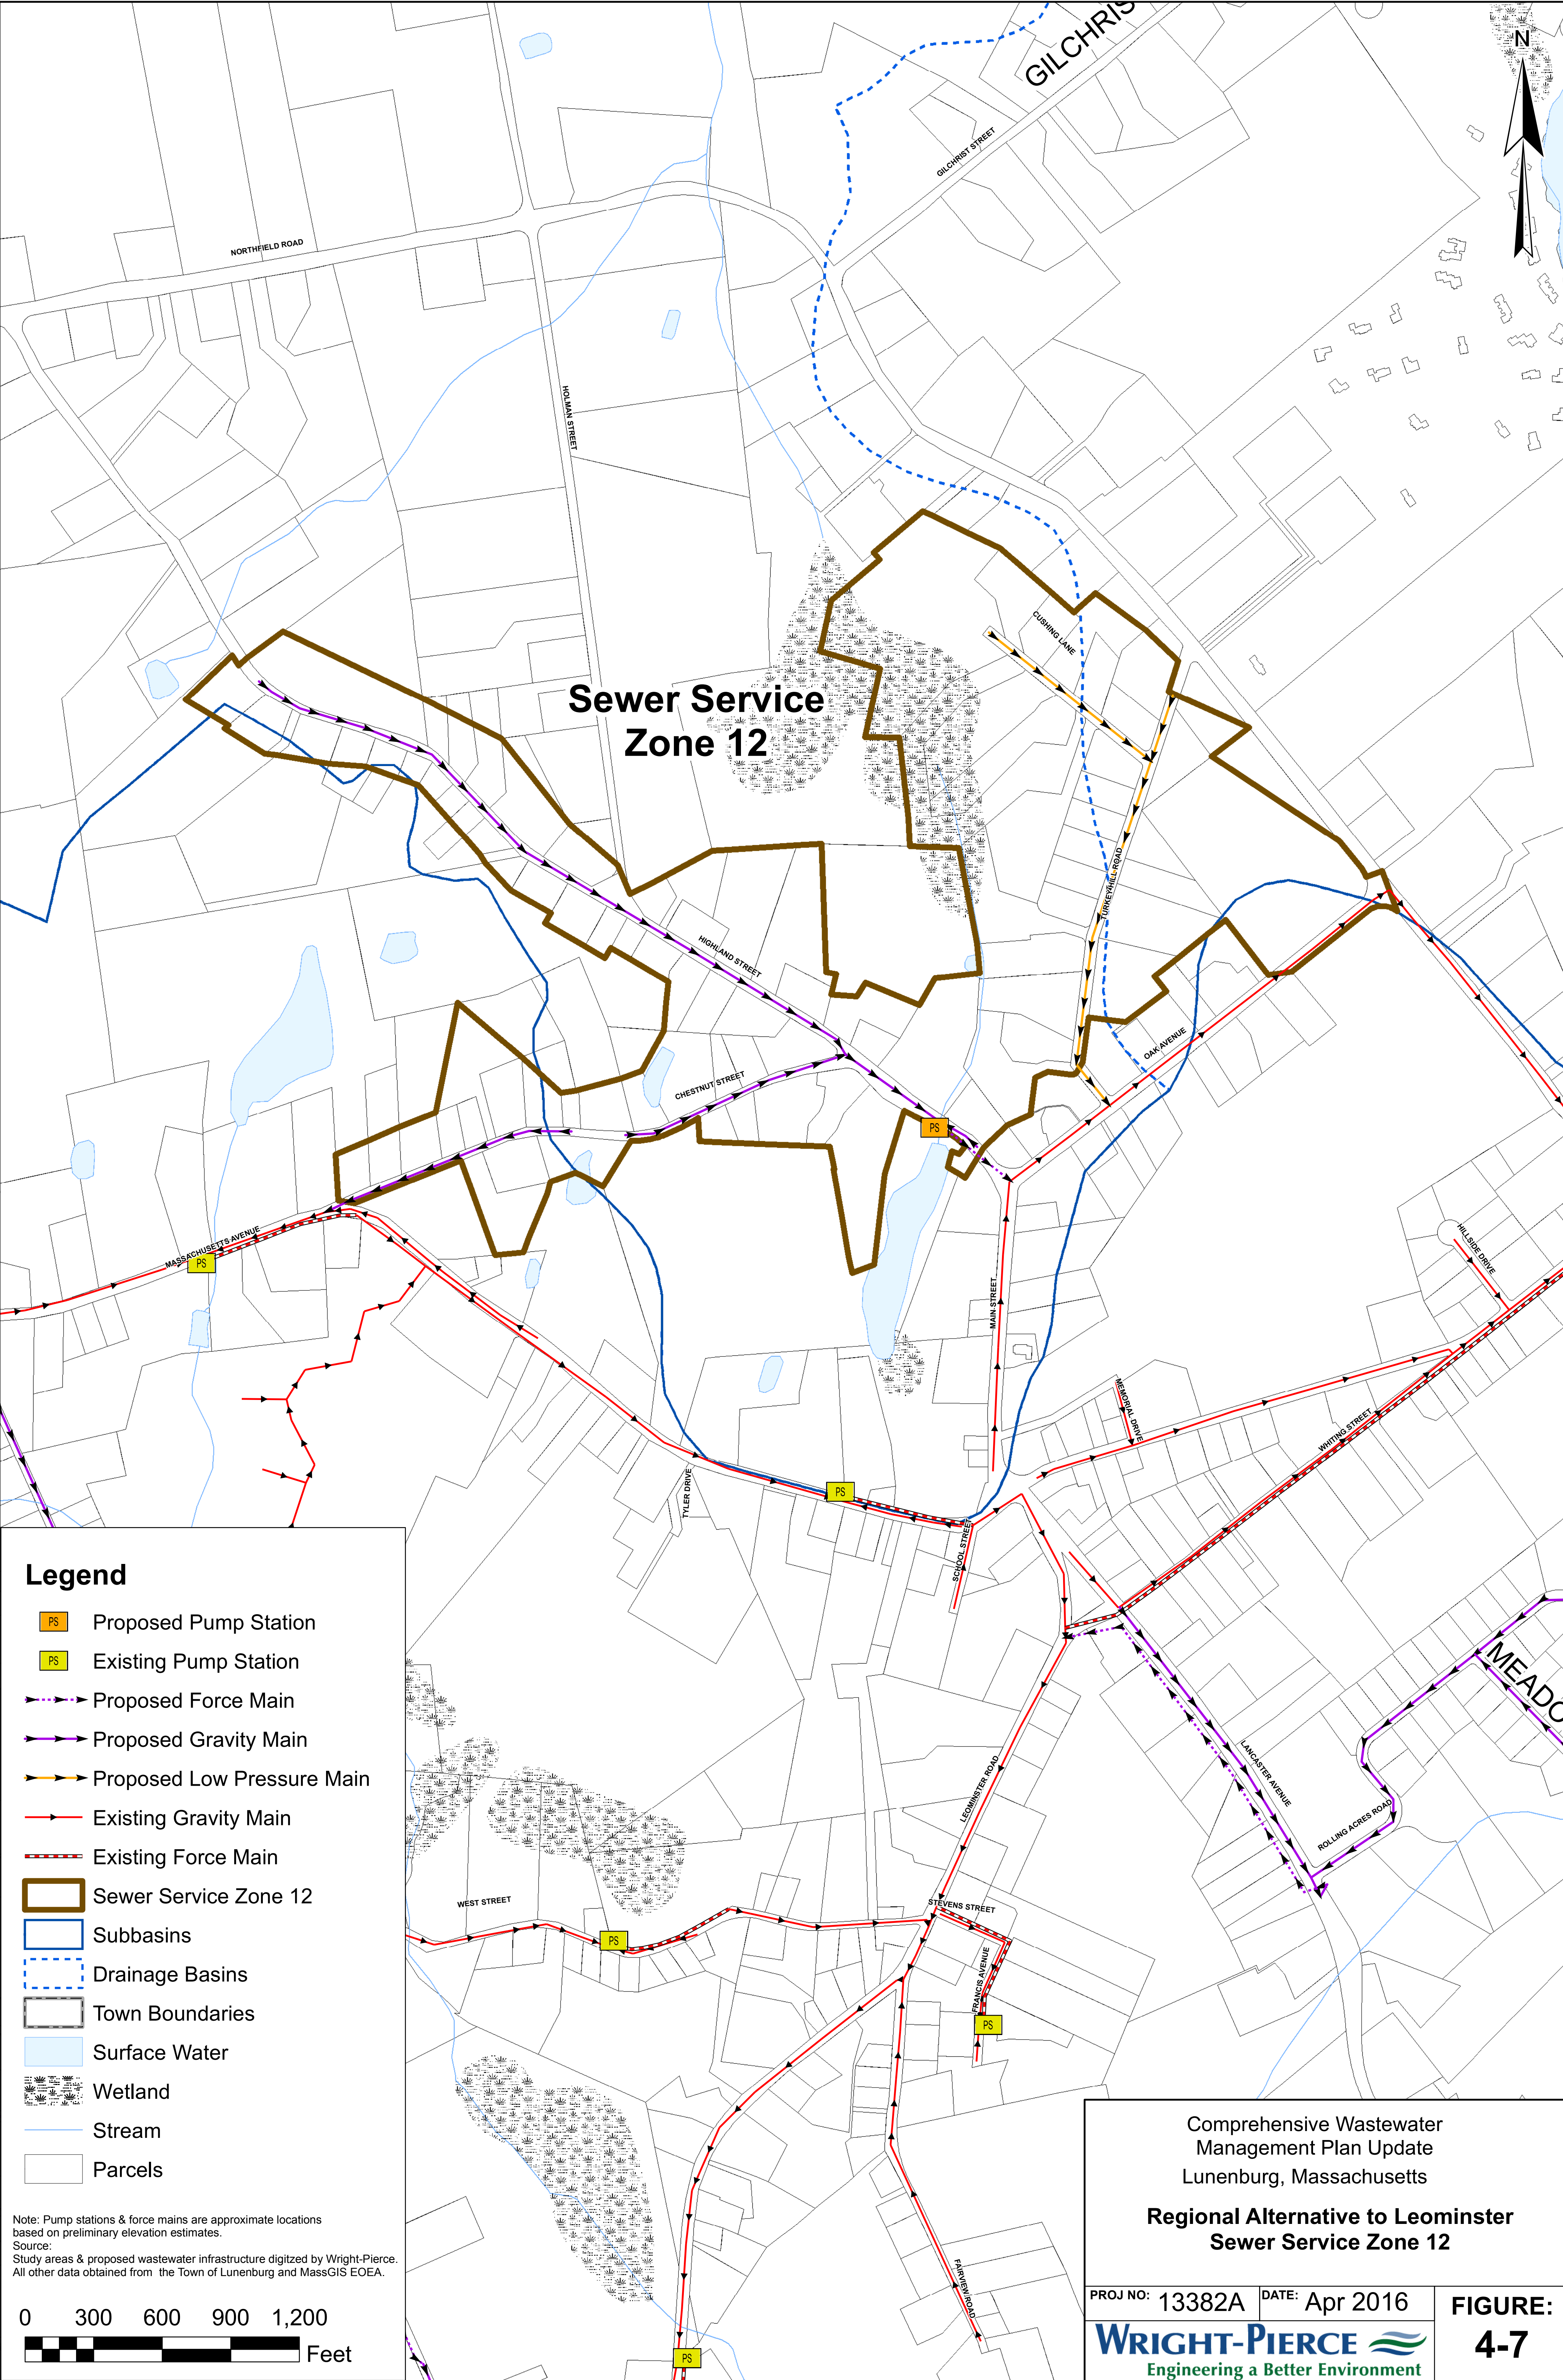 GILCHRIS
N
GILCHRIST STREET
NORTHFIELD ROAD
HOLMAN STREET
CUSHING LANE
Sewer Service
Zone 12
TURKEY HILL ROAD
HIGHLAND STREET
OAK AVENUE
CHESTNUT STREET
PS
MASSACHUSETTS AVENUE
PS
HILLSIDE DRIVE
MAIN STREET
MEMORIAL DRIVE
WHITING STREET
TYLER DRIVE
PS
SCHOOL STREET
MEADO
LANCASTER AVENUE
LEOMINSTER ROAD
ROLLING ACRES ROAD
WEST STREET
STEVENS STREET
PS
FRANCIS AVENUE
PS
FAIRVIEW ROAD
PS
Legend
PS Proposed Pump Station
PS Existing Pump Station
Proposed Force Main
Proposed Gravity Main
Proposed Low Pressure Main
Existing Gravity Main
Existing Force Main
Sewer Service Zone 12
Subbasins
Drainage Basins
Town Boundaries
Surface Water
Wetland
Stream
Parcels
Note: Pump stations & force mains are approximate locations
based on preliminary elevation estimates.
Source:
Study areas & proposed wastewater infrastructure digitzed by Wright-Pierce.
All other data obtained from the Town of Lunenburg and MassGIS EOEA.
0 300 600 900 1,200
Feet
Comprehensive Wastewater
Management Plan Update
Lunenburg, Massachusetts
Regional Alternative to Leominster
Sewer Service Zone 12
PROJ NO: 13382A DATE: Apr 2016
FIGURE:
4-7
WRIGHT-PIERCE
Engineering a Better Environment